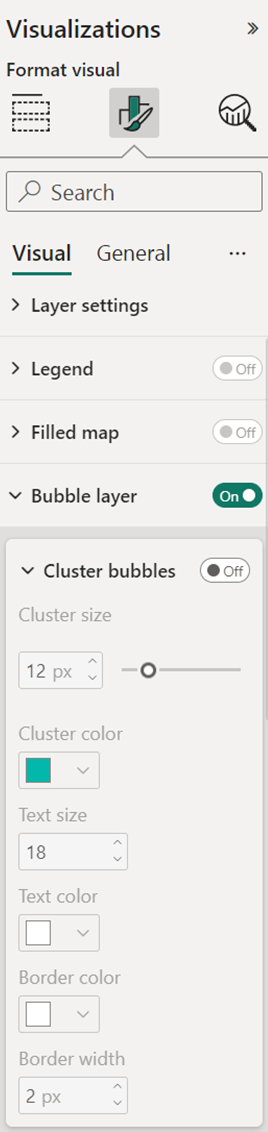 Visualizations
Format visual
Search
Visual General ...
Layer settings
Legend Off
Filled map Off
Bubble layer On
Cluster bubbles Off
Cluster size
12 px
Cluster color
Text size
18
Text color
Border color
Border width
2 px